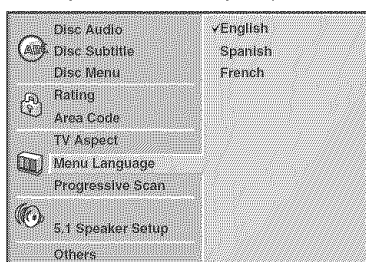 Disc Audio
Disc Subtitle
Disc Menu
Rating
Area Code
TV Aspect
Menu Language
Progressive Scan
5.1 Speaker Setup
Others
✓English
Spanish
French